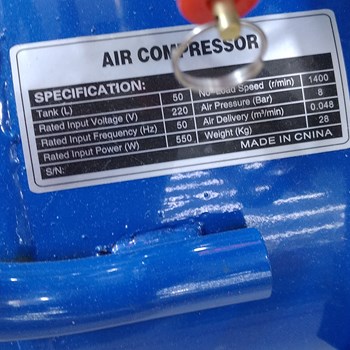 AIR COMPRESSOR
SPECIFICATION:
Tank (L) 50
Rated Input Voltage (V) 220
Rated Input Frequency (Hz) 50
Rated Input Power (W) 550
S/N:
No-Load Speed (r/min) 1400
Air Pressure (Bar) 8
Air Delivery (m³/min) 0.048
Weight (Kg) 28
MADE IN CNINA